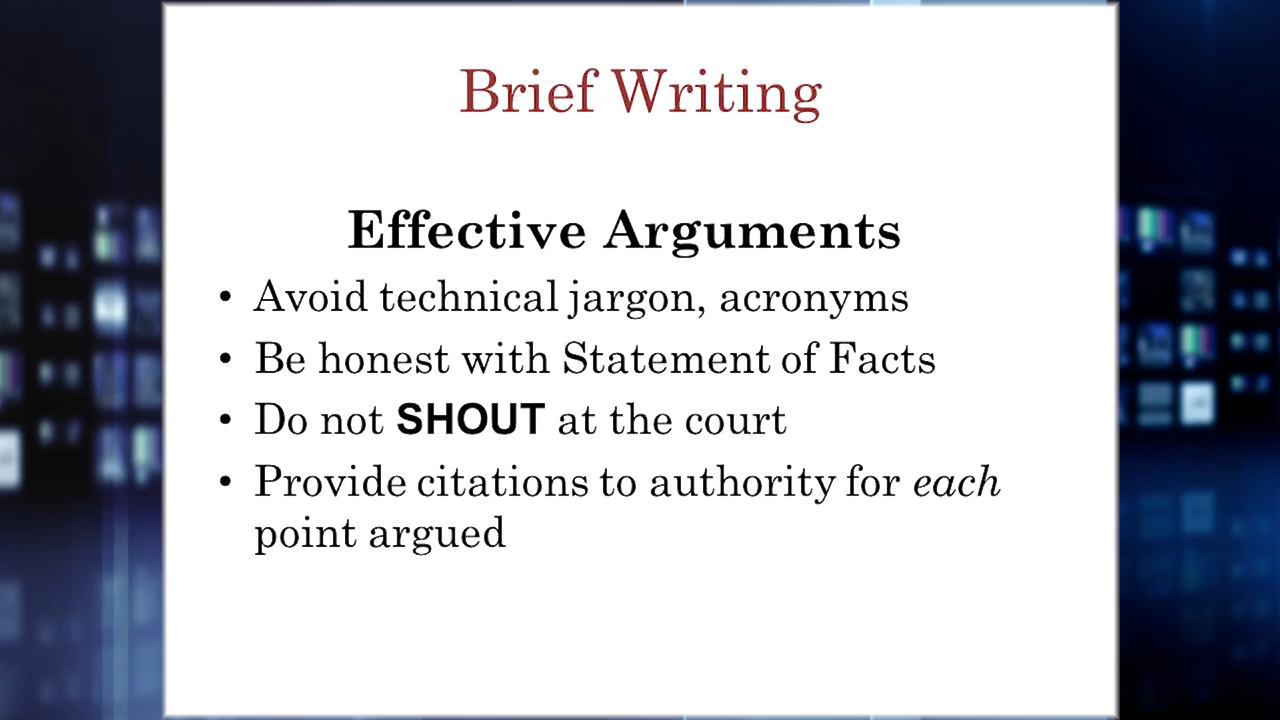 Brief Writing
Effective Arguments
• Avoid technical jargon, acronyms
• Be honest with Statement of Facts
• Do not SHOUT at the court
• Provide citations to authority for each
point argued